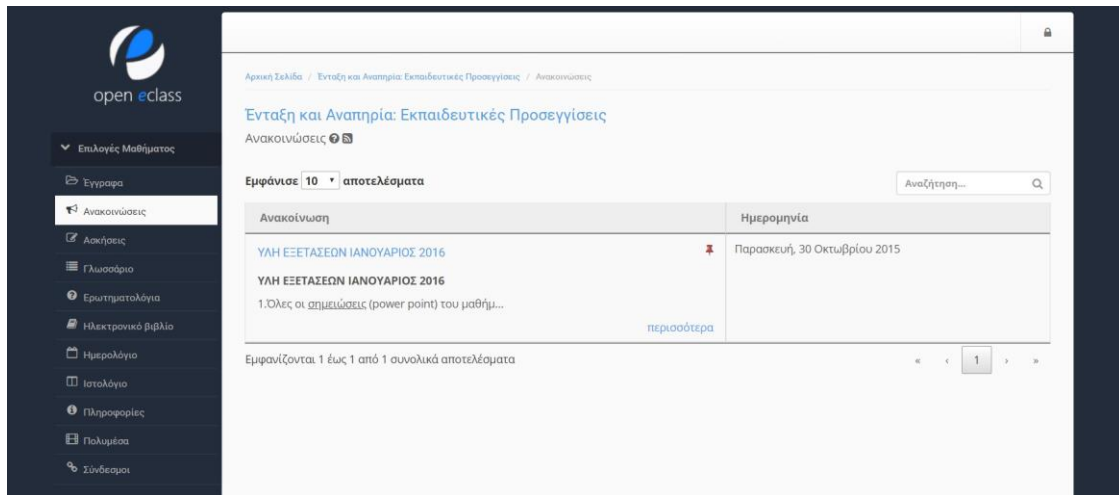 open eclass
Επιλογές Μαθήματος
Έγγραφα
Ανακοινώσεις
Ασκήσεις
Γλωσσάριο
Ερωτηματολόγια
Ηλεκτρονικό βιβλίο
Ημερολόγιο
Ιστολόγιο
Πληροφορίες
Πολυμέσα
Σύνδεσμοι
Αρχική Σελίδα / Ένταξη και Αναπηρία: Εκπαιδευτικές Προσεγγίσεις / Ανακοινώσεις
Ένταξη και Αναπηρία: Εκπαιδευτικές Προσεγγίσεις
Ανακοινώσεις
Εμφάνισε 10 αποτελέσματα
Αναζήτηση...
Ανακοίνωση Ημερομηνία
ΥΛΗ ΕΞΕΤΑΣΕΩΝ ΙΑΝΟΥΑΡΙΟΣ 2016 Παρασκευή, 30 Οκτωβρίου 2015
ΥΛΗ ΕΞΕΤΑΣΕΩΝ ΙΑΝΟΥΑΡΙΟΣ 2016
1.Όλες οι σημειώσεις (power point) του μαθήμ...
περισσότερα
Εμφανίζονται 1 έως 1 από 1 συνολικά αποτελέσματα « ‹ 1 › »